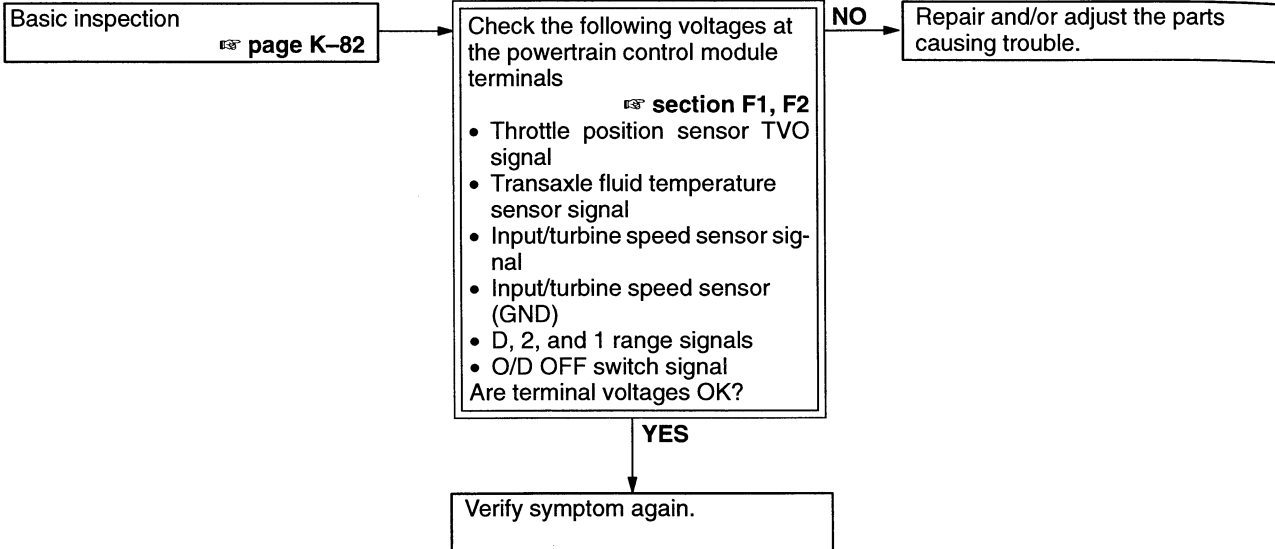 Basic inspection
☞ page K–82
Check the following voltages at
the powertrain control module
terminals
☞ section F1, F2
• Throttle position sensor TVO
signal
• Transaxle fluid temperature
sensor signal
• Input/turbine speed sensor sig-
nal
• Input/turbine speed sensor
(GND)
• D, 2, and 1 range signals
• O/D OFF switch signal
Are terminal voltages OK?
NO
Repair and/or adjust the parts
causing trouble.
YES
Verify symptom again.